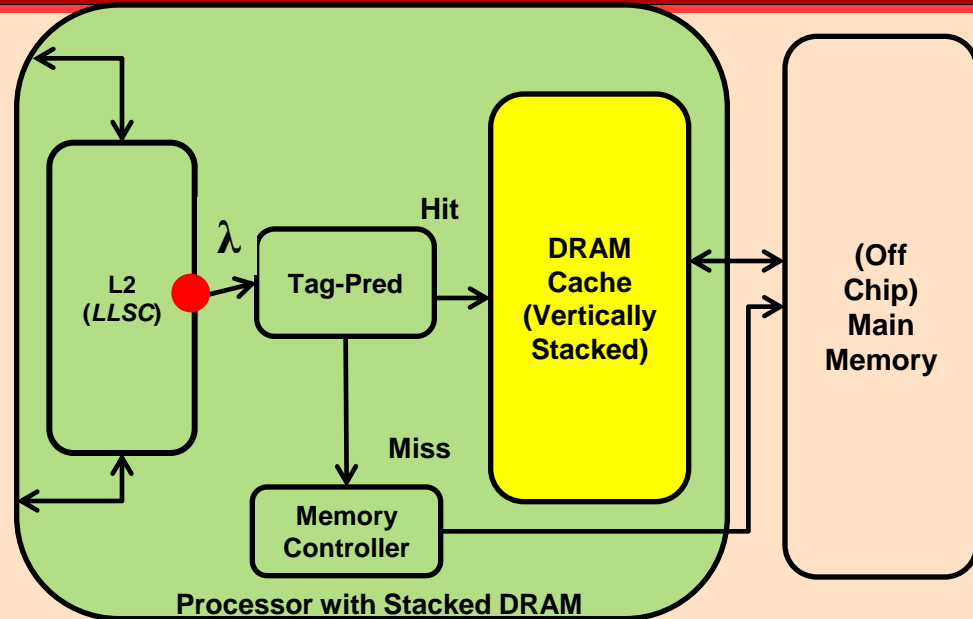 L2
(LLSC)
λ
Tag-Pred
Hit
Miss
Memory
Controller
DRAM
Cache
(Vertically
Stacked)
(Off
Chip)
Main
Memory
Processor with Stacked DRAM